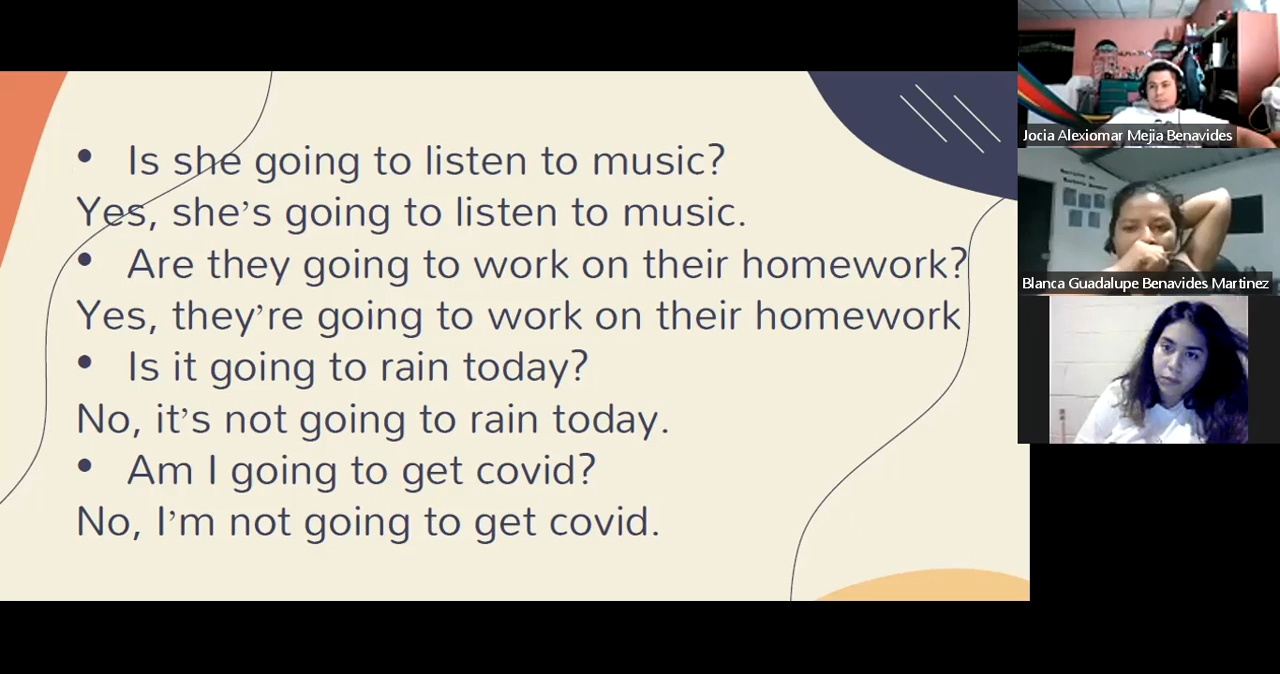 • Is she going to listen to music?
Yes, she’s going to listen to music.
• Are they going to work on their homework?
Yes, they’re going to work on their homework
• Is it going to rain today?
No, it’s not going to rain today.
• Am I going to get covid?
No, I’m not going to get covid.
Jocia Alexiomar Mejia Benavides
Blanca Guadalupe Benavides Martinez